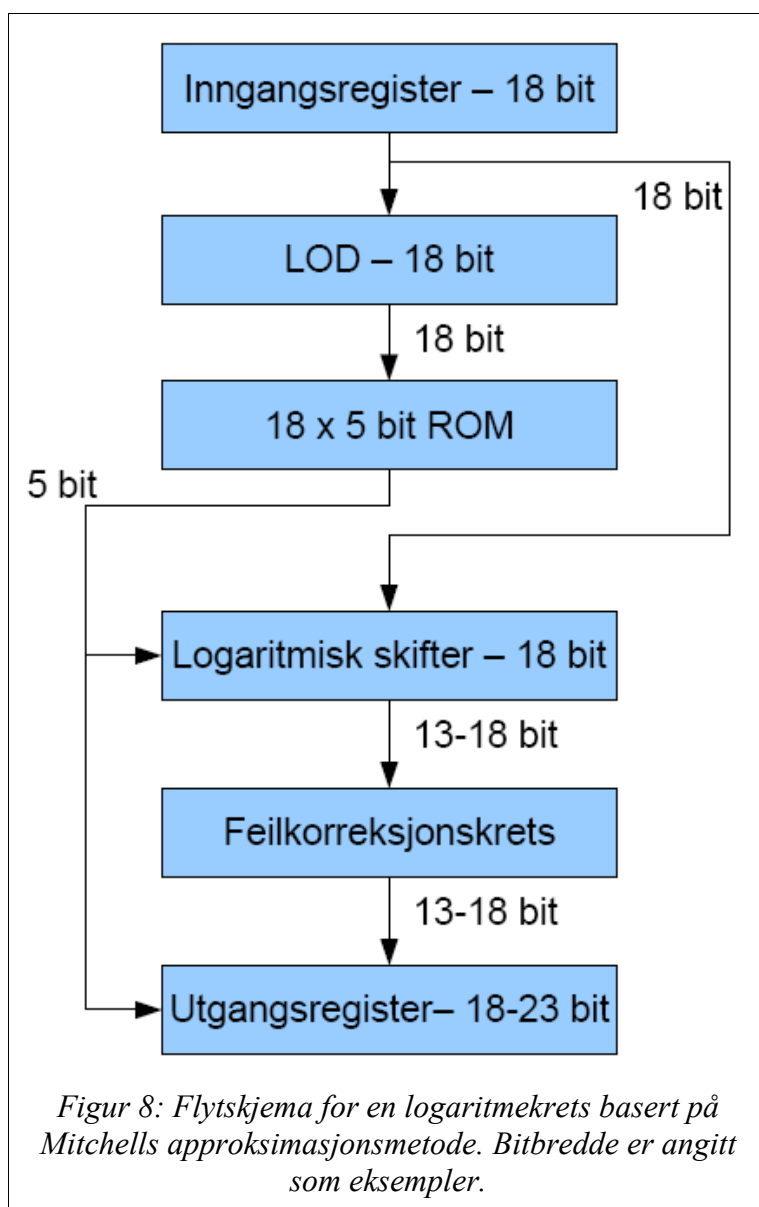 Inngangsregister – 18 bit
18 bit
LOD – 18 bit
18 bit
18 x 5 bit ROM
5 bit
Logaritmisk skifter – 18 bit
13-18 bit
Feilkorreksjonskrets
13-18 bit
Utgangsregister– 18-23 bit
Figur 8: Flytskjema for en logaritmekrets basert på
Mitchells approksimasjonsmetode. Bitbredde er angitt
som eksempler.